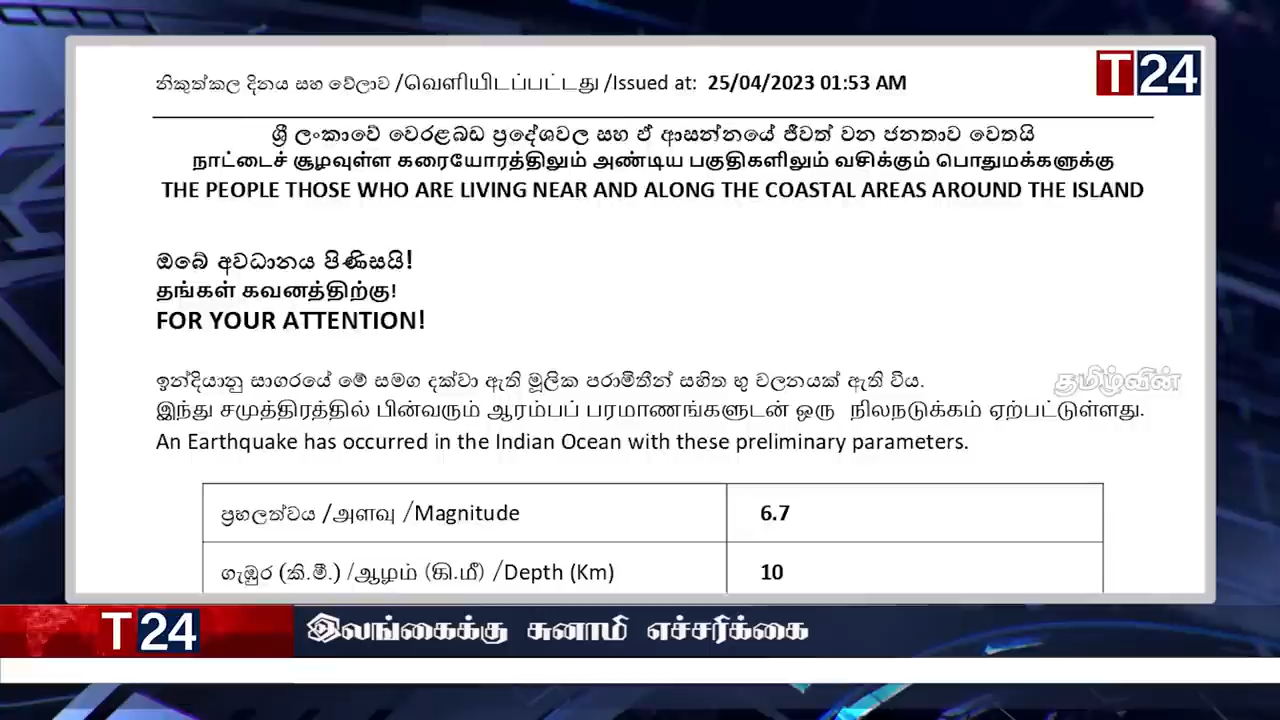 නිකුත්කල දිනය සහ වේලාව /வெளியிடப்பட்டது /Issued at: 25/04/2023 01:53 AM
T24
ශ්‍රී ලංකාවේ වෙරළබඩ ප්‍රදේශවල සහ ඒ ආසන්නයේ ජීවත් වන ජනතාව වෙතයි
நாட்டைச் சூழவுள்ள கரையோரத்திலும் அண்டிய பகுதிகளிலும் வசிக்கும் பொதுமக்களுக்கு
THE PEOPLE THOSE WHO ARE LIVING NEAR AND ALONG THE COASTAL AREAS AROUND THE ISLAND
ඔබේ අවධානය පිණිසයි!
தங்கள் கவனத்திற்கு!
FOR YOUR ATTENTION!
ඉන්දියානු සාගරයේ මේ සමග දක්වා ඇති මූලික පරාමිතීන් සහිත භු චලනයක් ඇති විය.
தமிழ்வின்
இந்து சமுத்திரத்தில் பின்வரும் ஆரம்பப் பரமாணங்களுடன் ஒரு நிலநடுக்கம் ஏற்பட்டுள்ளது.
An Earthquake has occurred in the Indian Ocean with these preliminary parameters.
ප්‍රභලත්වය /அளவு /Magnitude 6.7
ගැඹුර (කි.මී.) /ஆழம் (கி.மீ) /Depth (Km) 10
T24 இலங்கைக்கு சுனாமி எச்சரிக்கை